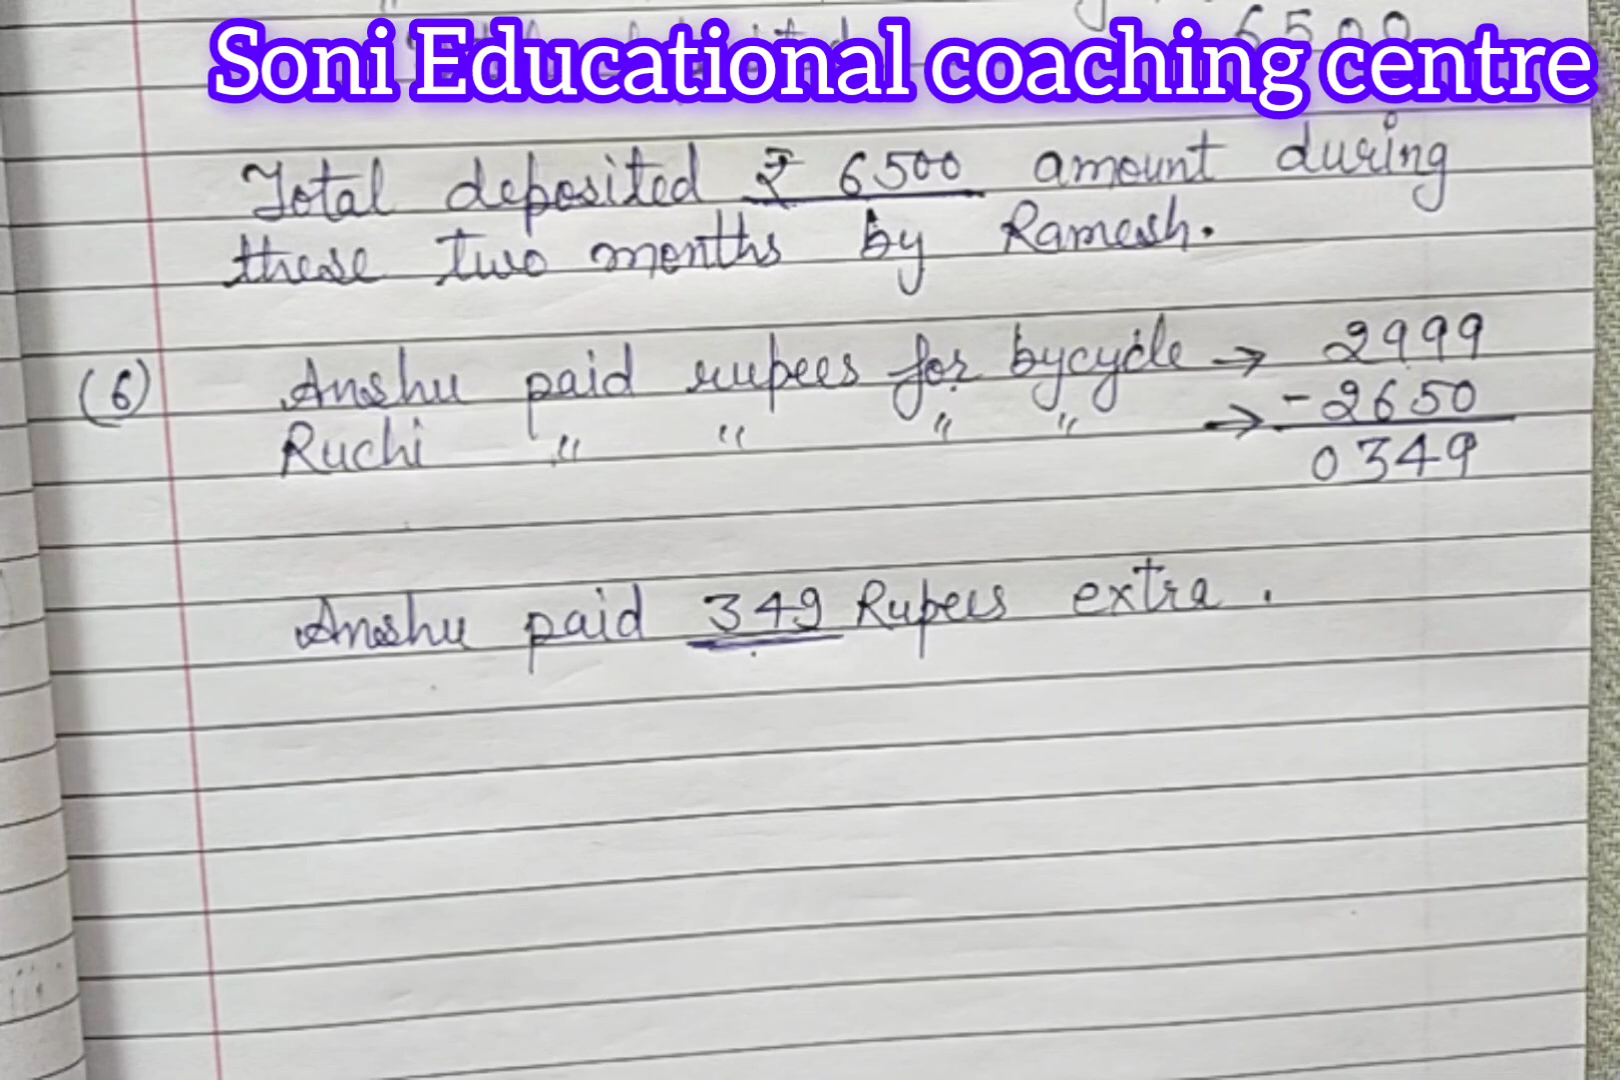 6500
Soni Educational coaching centre
Total deposited ₹ 6500 amount during
these two months by Ramesh.
(6) Anshu paid rupees for bycycle → 2999
Ruchi " " " " → - 2650
0349
Anshu paid 349 Rupees extra.